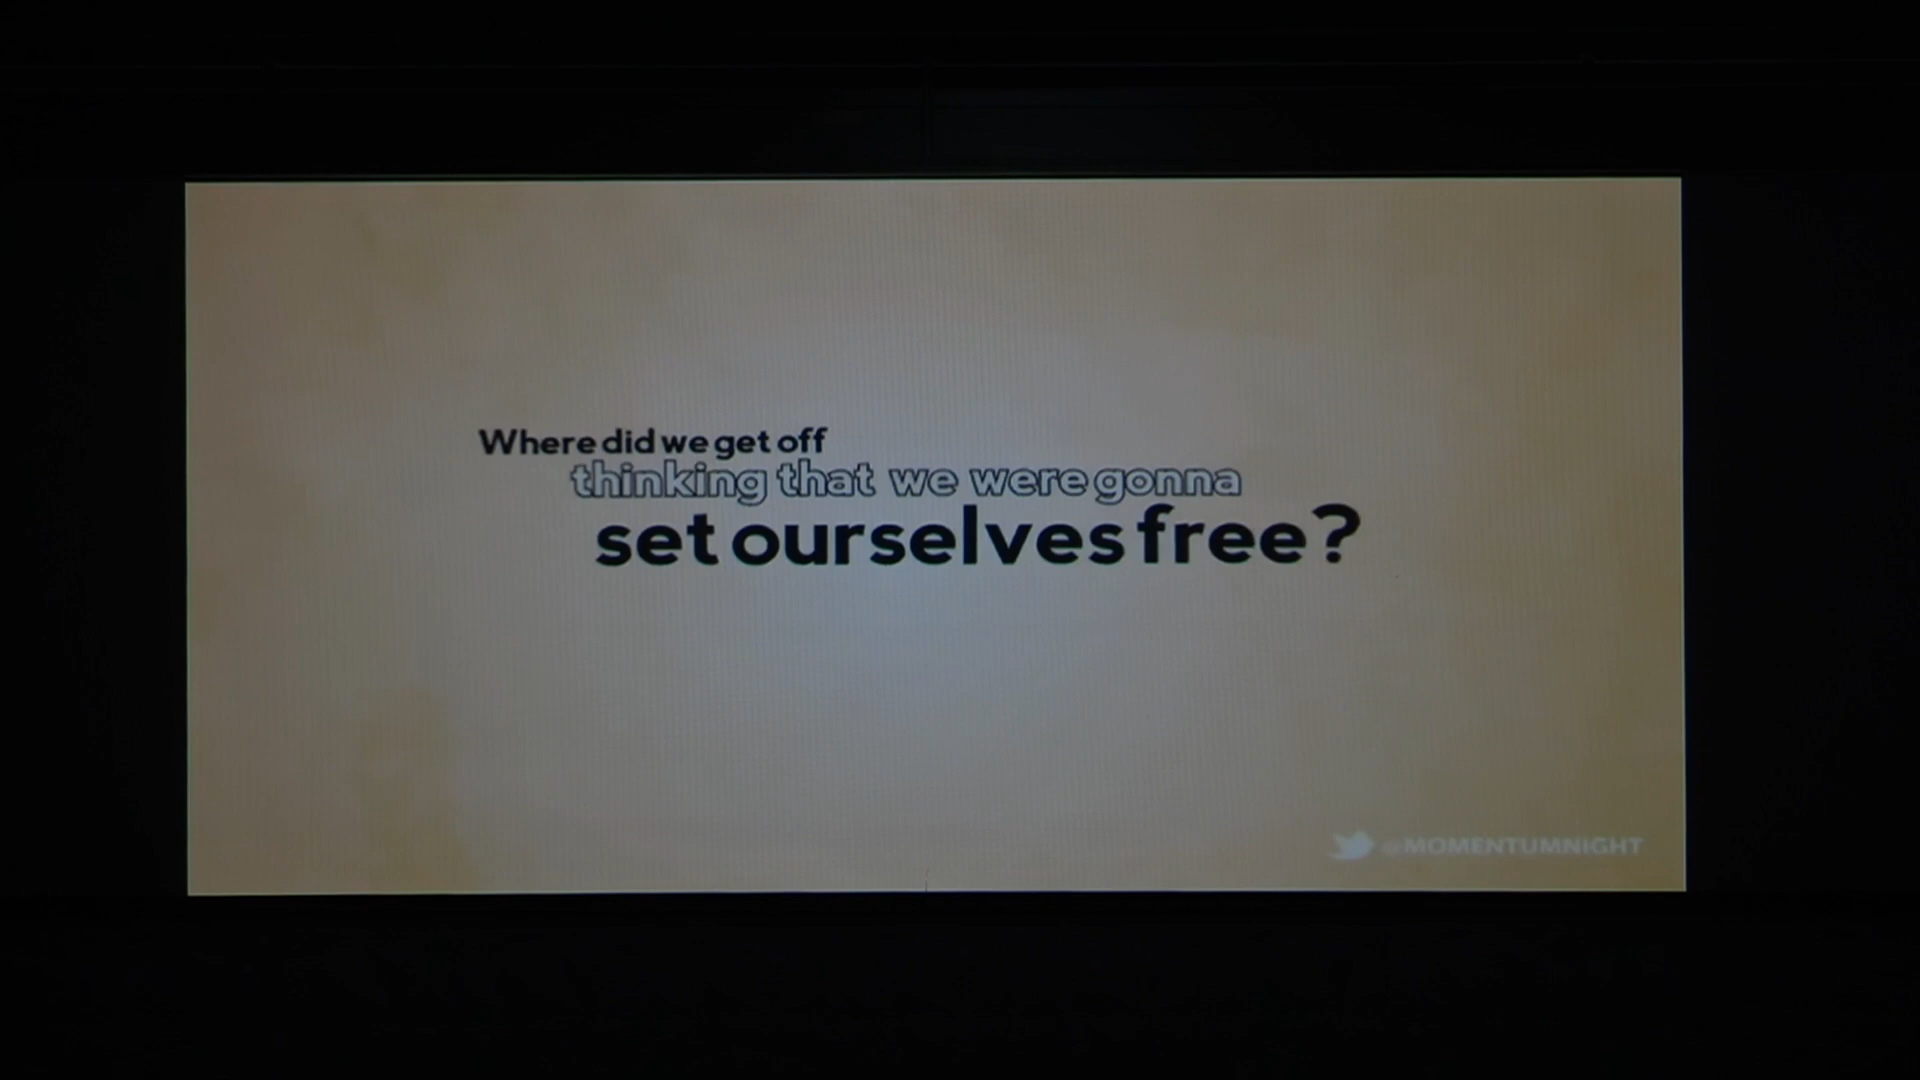 Where did we get off
thinking that we were gonna
set ourselves free?
@MOMENTUMNIGHT